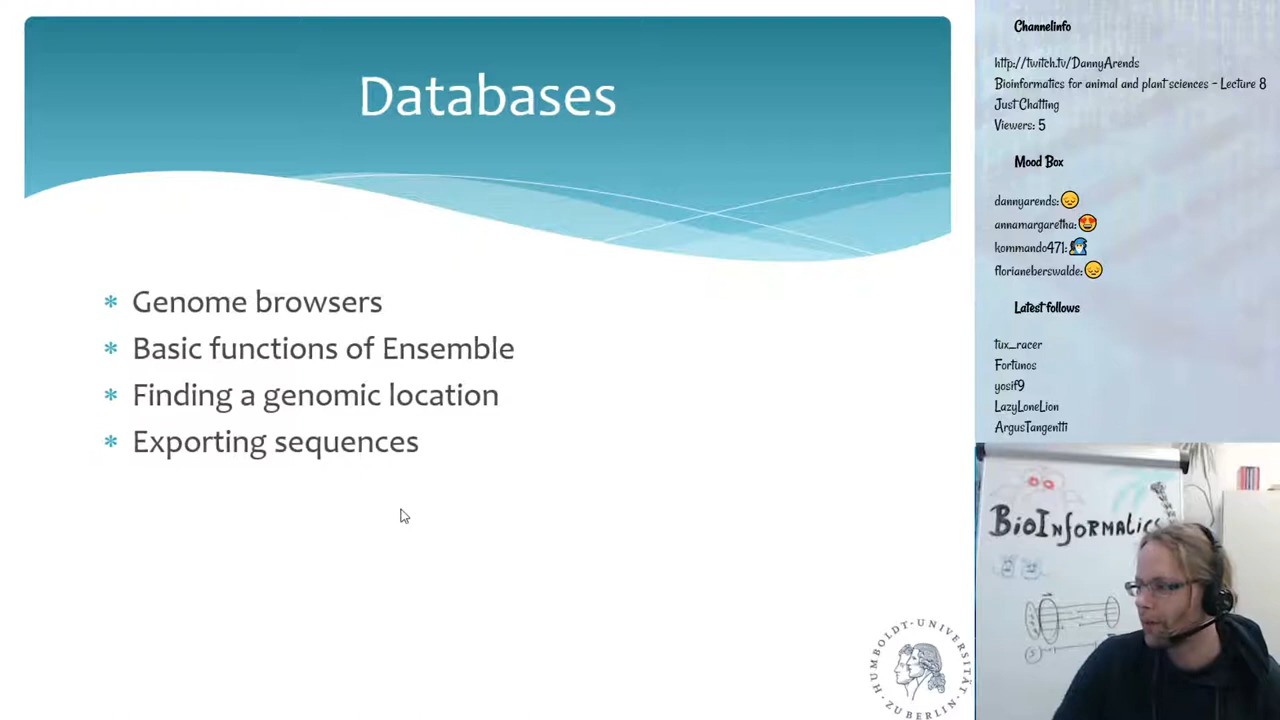 Databases
* Genome browsers
* Basic functions of Ensemble
* Finding a genomic location
* Exporting sequences
HUMBOLDT-UNIVERSITÄT ZU BERLIN
Channelinfo
http://twitch.tv/DannyArends
Bioinformatics for animal and plant sciences - Lecture 8
Just Chatting
Viewers: 5
Mood Box
dannyarends: 😞
annamargaretha: 😍
kommando471:
florianeberswalde: 😞
Latest follows
tux_racer
Fortunos
yosif9
LazyLoneLion
ArgusTangentti
BioInformatics